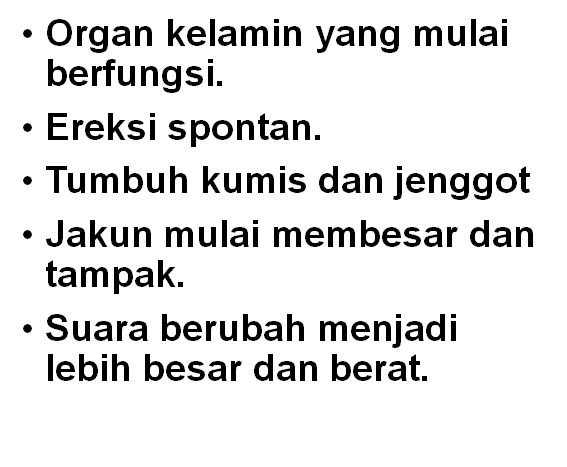 • Organ kelamin yang mulai
berfungsi.
• Ereksi spontan.
• Tumbuh kumis dan jenggot
• Jakun mulai membesar dan
tampak.
• Suara berubah menjadi
lebih besar dan berat.